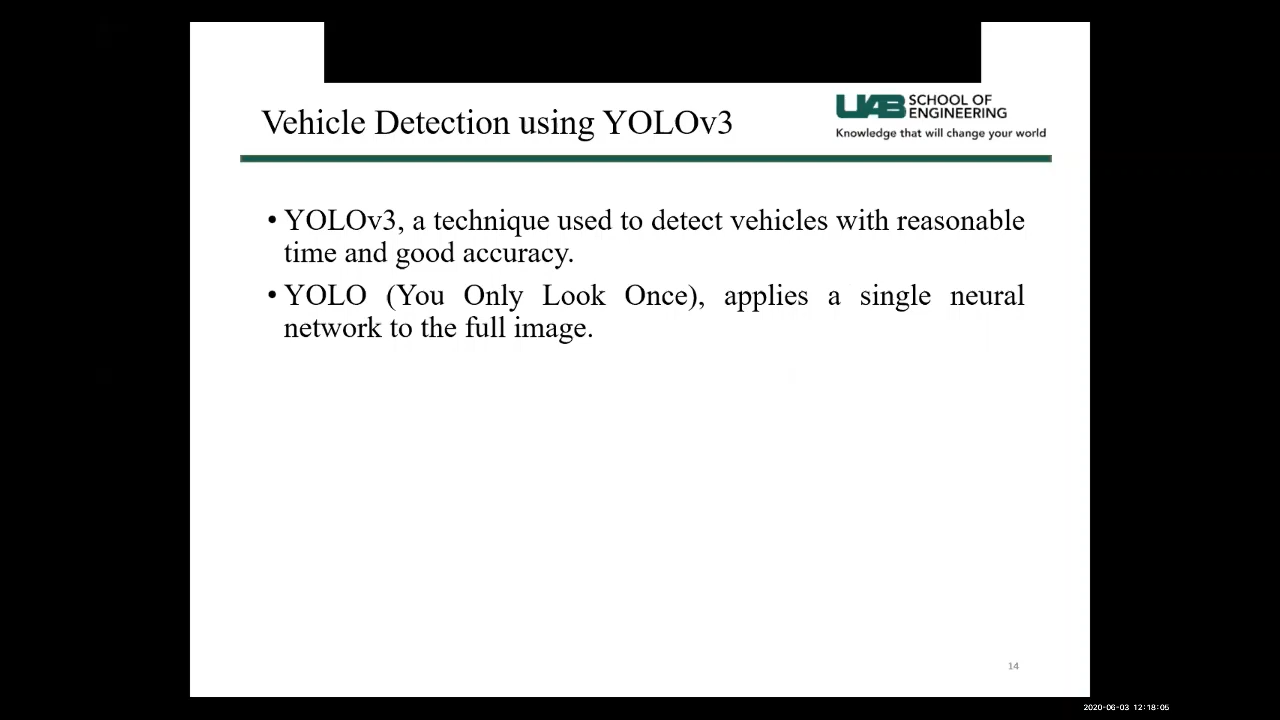 Vehicle Detection using YOLOv3
UAB SCHOOL OF
ENGINEERING
Knowledge that will change your world
• YOLOv3, a technique used to detect vehicles with reasonable
time and good accuracy.
• YOLO (You Only Look Once), applies a single neural
network to the full image.
14
2020-06-03 12:18:05